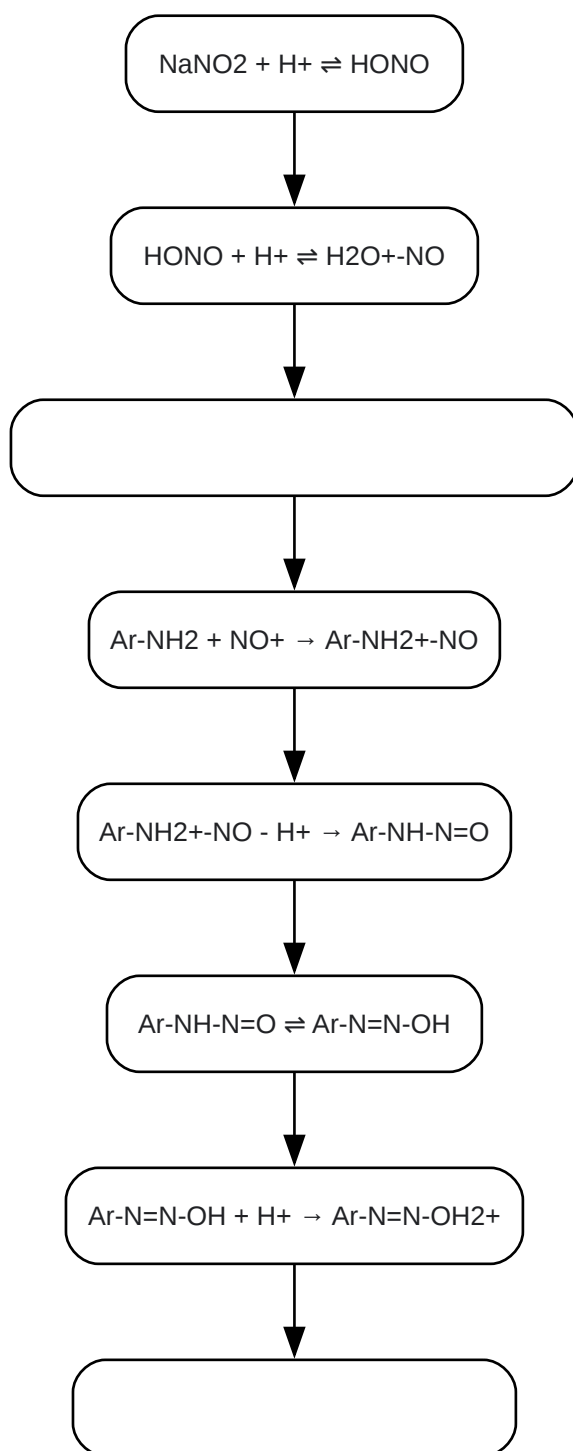 NaNO2 + H+ ⇌ HONO
HONO + H+ ⇌ H2O+-NO
Ar-NH2 + NO+ → Ar-NH2+-NO
Ar-NH2+-NO - H+ → Ar-NH-N=O
Ar-NH-N=O ⇌ Ar-N=N-OH
Ar-N=N-OH + H+ → Ar-N=N-OH2+